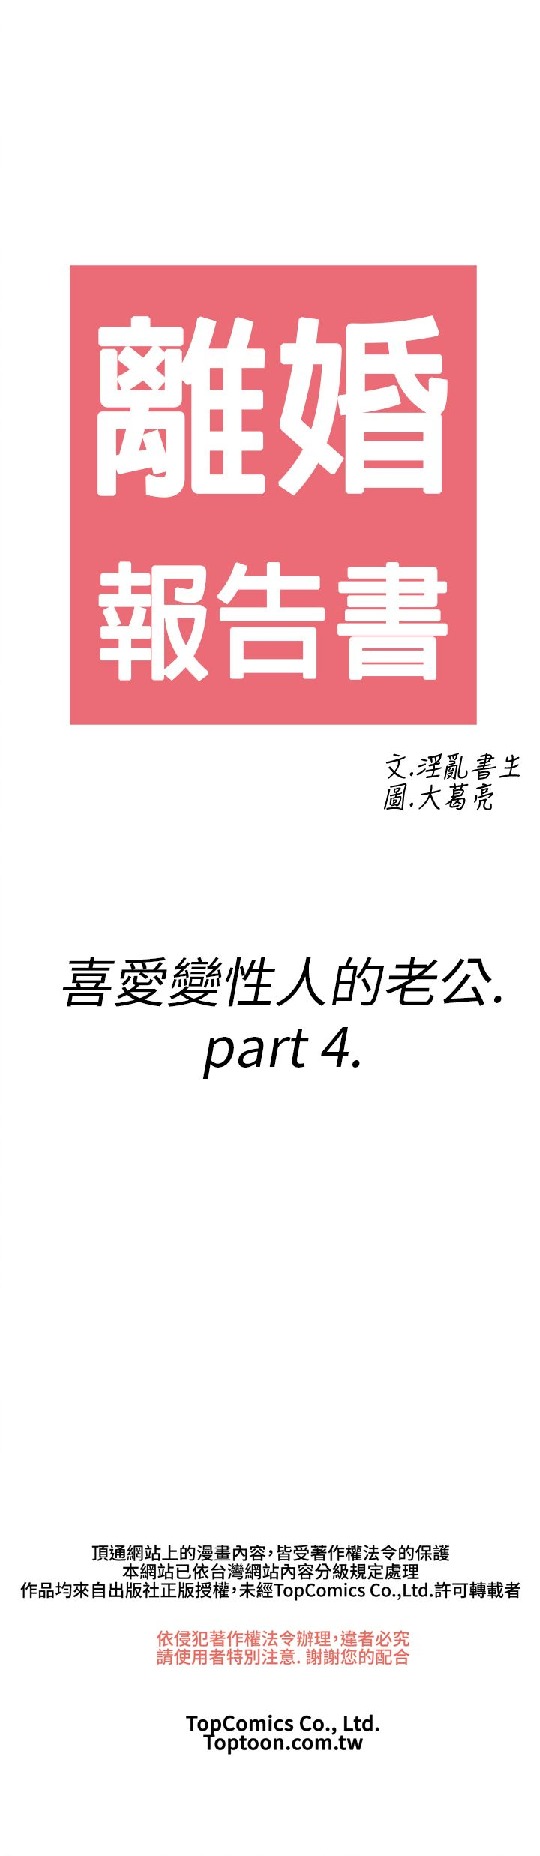 離婚
報告書
文.淫亂書生
圖.大葛亮
喜愛變性人的老公.
part 4.
頂通網站上的漫畫內容,皆受著作權法令的保護
本網站已依台灣網站內容分級規定處理
作品均來自出版社正版授權,未經TopComics Co.,Ltd.許可轉載者
依侵犯著作權法令辦理,違者必究
請使用者特別注意. 謝謝您的配合
TopComics Co., Ltd.
Toptoon.com.tw